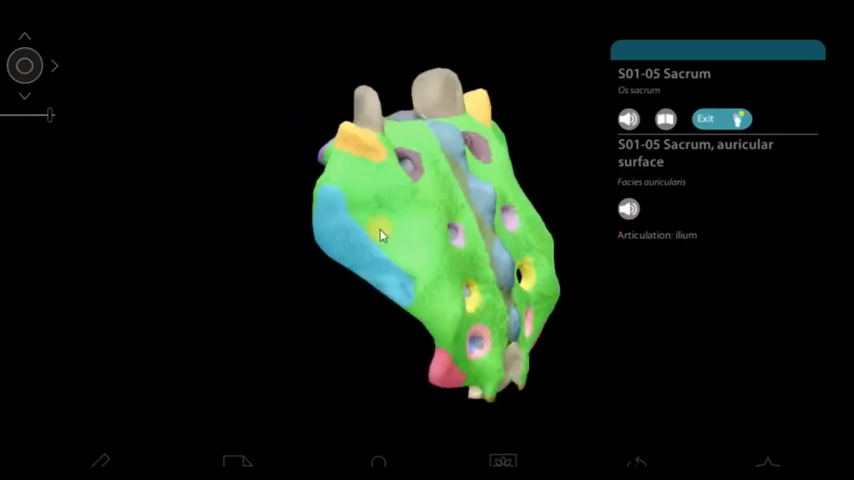 S01-05 Sacrum
Os sacrum
Exit
S01-05 Sacrum, auricular
surface
Facies auricularis
Articulation: ilium